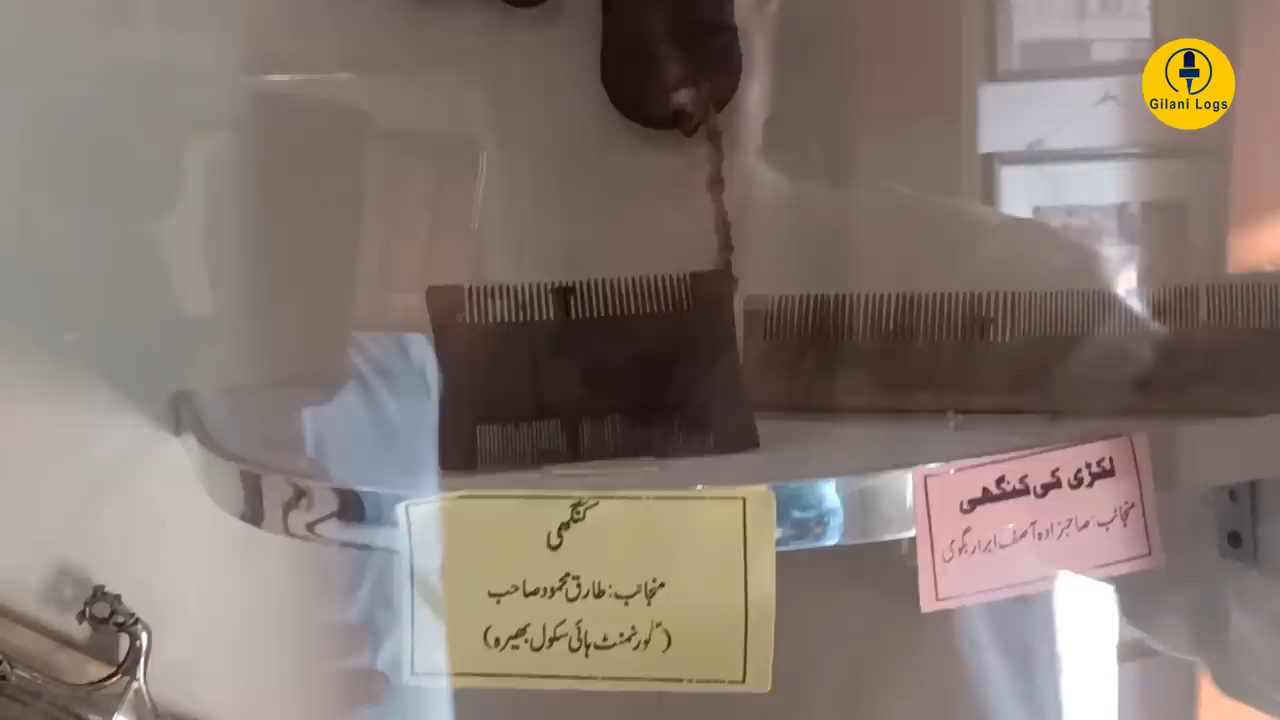 Gilani Logs
کنگھی
منجانب: طارق محمود صاحب
(گورنمنٹ ہائی سکول بھیرہ)
لکڑی کی کنگھی
منجانب: صاحبزادہ آصف ابرار بگوی